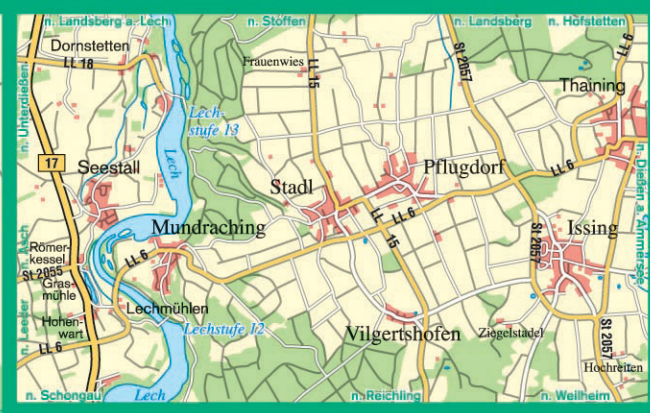 n. Landsberg a. Lech
n. Stoffen
n. Landsberg
n. Hofstetten
Dornstetten
LL 18
Frauenwies
LL 15
St 2057
LL 6
Thaining
n. Unterdießen
Lech-
stufe 13
17
Seestall
Lech
Stadl
Pflugdorf
LL 6
n. Dießen a. Ammersee
Mundraching
LL 15
LL 6
St 2057
Issing
n. Asch
Römer-
kessel
St 2055
LL 6
Gras-
mühle
Lechmühlen
Hohen-
wart
Lechstufe 12
Vilgertshofen
Ziegelstadel
St 2057
n. Leeder
LL 6
Hochreiten
n. Schongau
Lech
n. Reichling
n. Weilheim